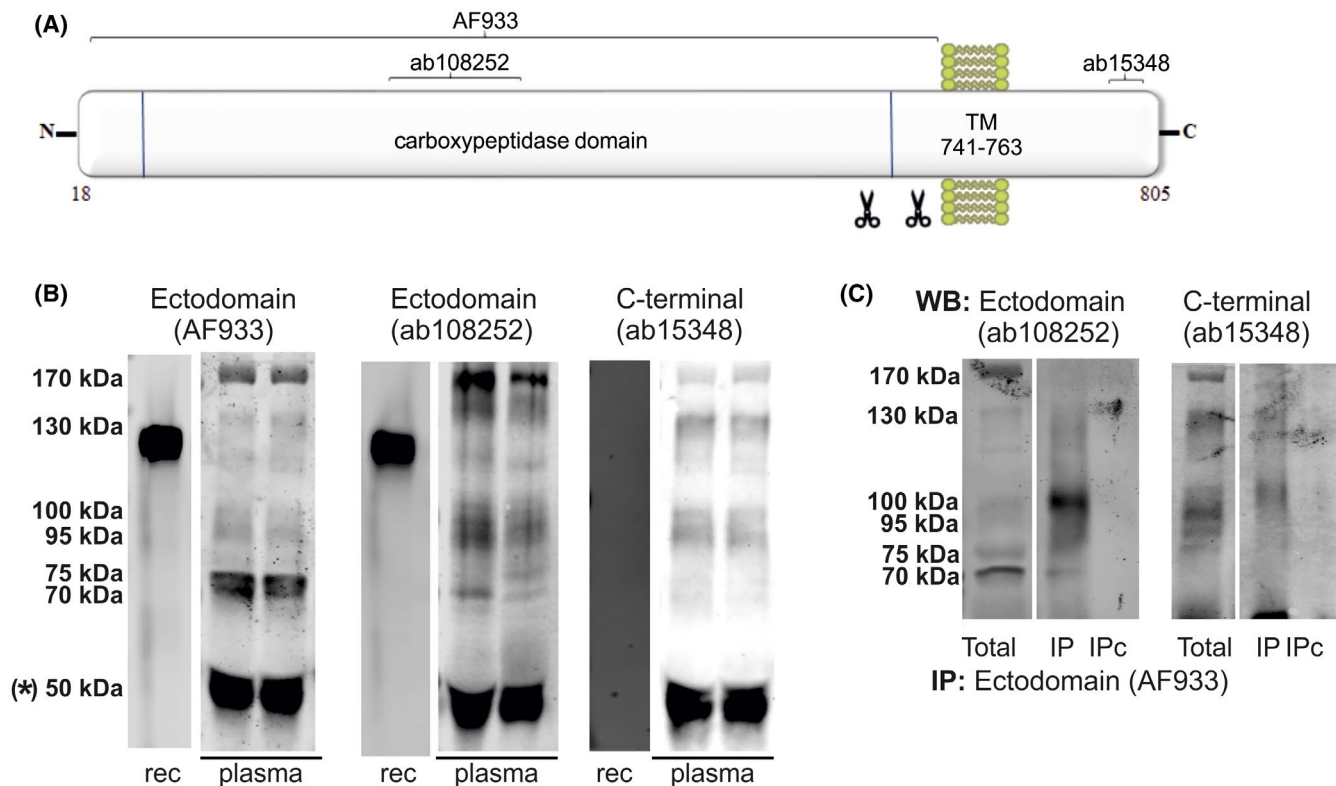 (A)
AF933
ab108252
ab15348
N
carboxypeptidase domain
TM
741-763
C
18
805
(B)
Ectodomain
(AF933)
Ectodomain
(ab108252)
C-terminal
(ab15348)
170 kDa
130 kDa
100 kDa
95 kDa
75 kDa
70 kDa
(*) 50 kDa
rec
plasma
rec
plasma
rec
plasma
(C)
WB: Ectodomain
(ab108252)
C-terminal
(ab15348)
170 kDa
130 kDa
100 kDa
95 kDa
75 kDa
70 kDa
Total
IP
IPc
Total
IP
IPc
IP: Ectodomain (AF933)